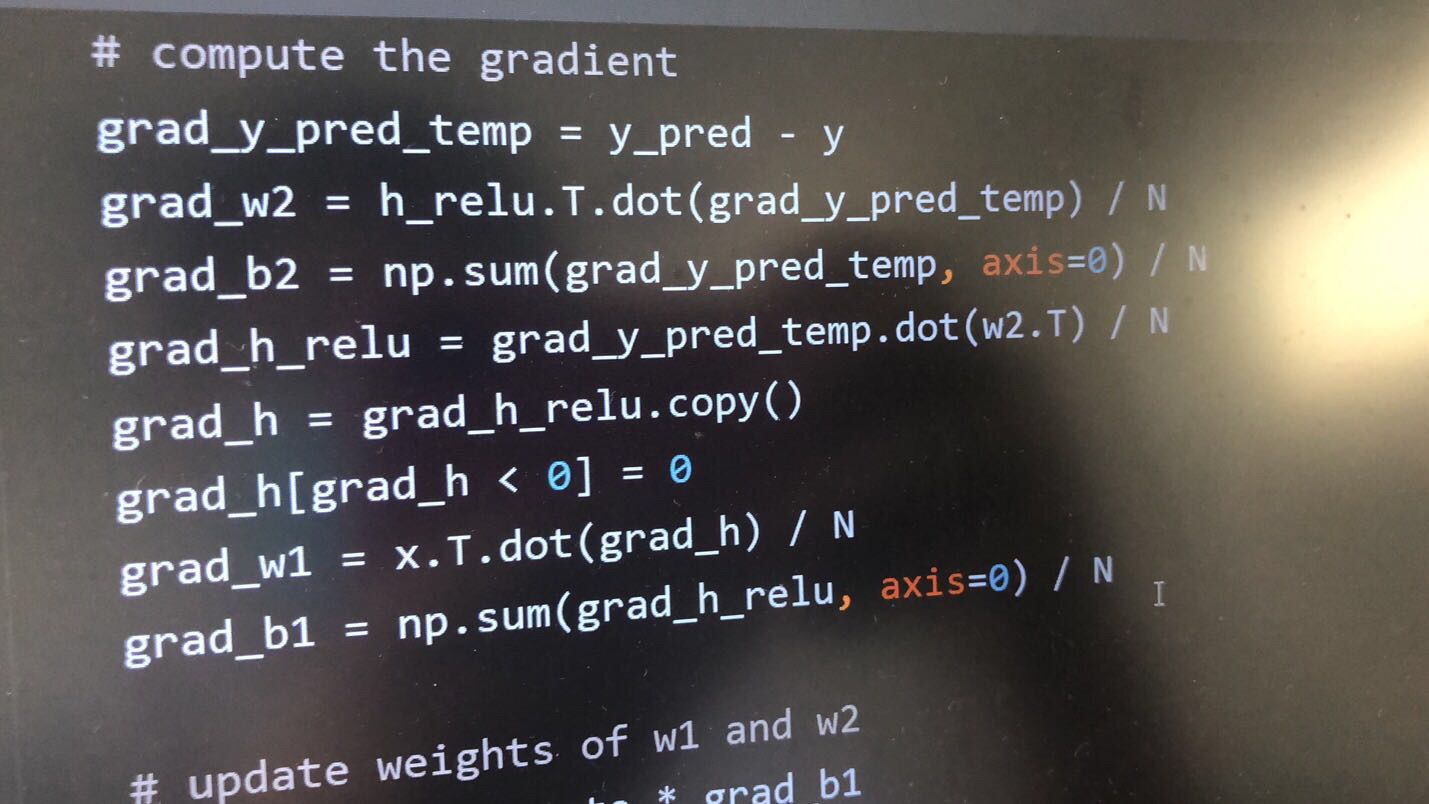 # compute the gradient
grad_y_pred_temp = y_pred - y
grad_w2 = h_relu.T.dot(grad_y_pred_temp) / N
grad_b2 = np.sum(grad_y_pred_temp, axis=0) / N
grad_h_relu = grad_y_pred_temp.dot(w2.T) / N
grad_h = grad_h_relu.copy()
grad_h[grad_h < 0] = 0
grad_w1 = x.T.dot(grad_h) / N
grad_b1 = np.sum(grad_h_relu, axis=0) / N
# update weights of w1 and w2
* grad_b1